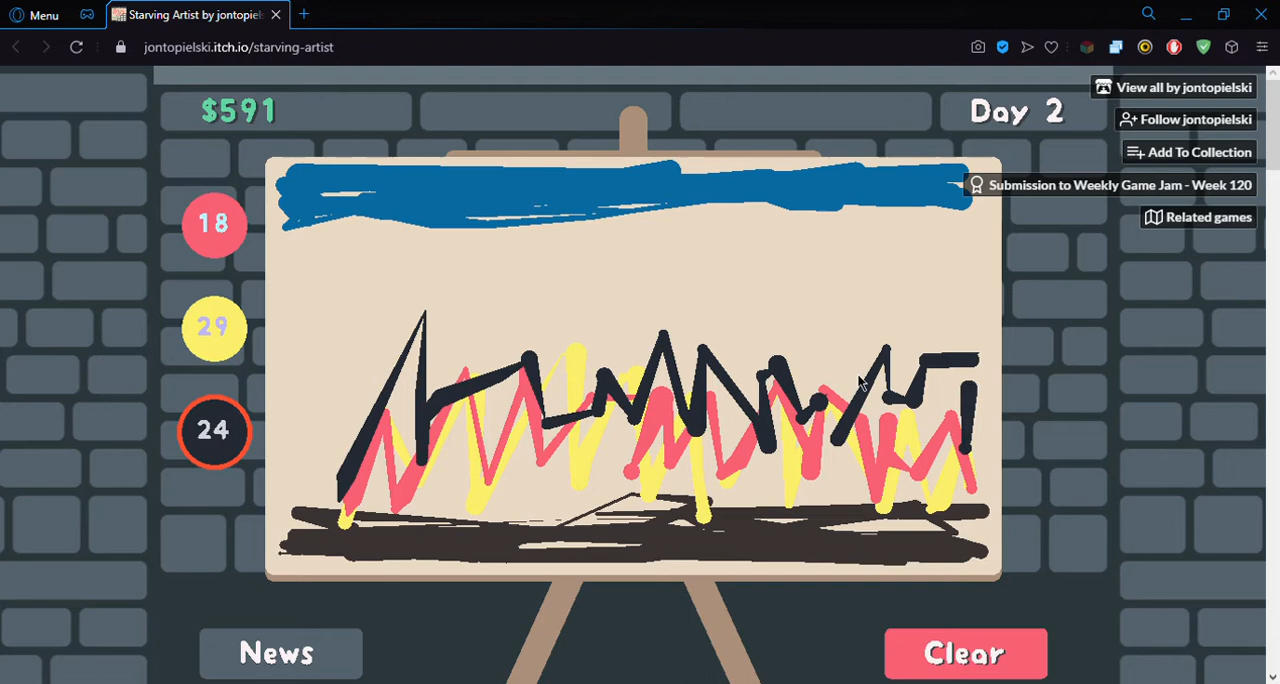 Menu
Starving Artist by jontopiels
jontopielski.itch.io/starving-artist
View all by jontopielski
Follow jontopielski
Add To Collection
Submission to Weekly Game Jam - Week 120
Related games
$591
Day 2
18
29
24
News
Clear